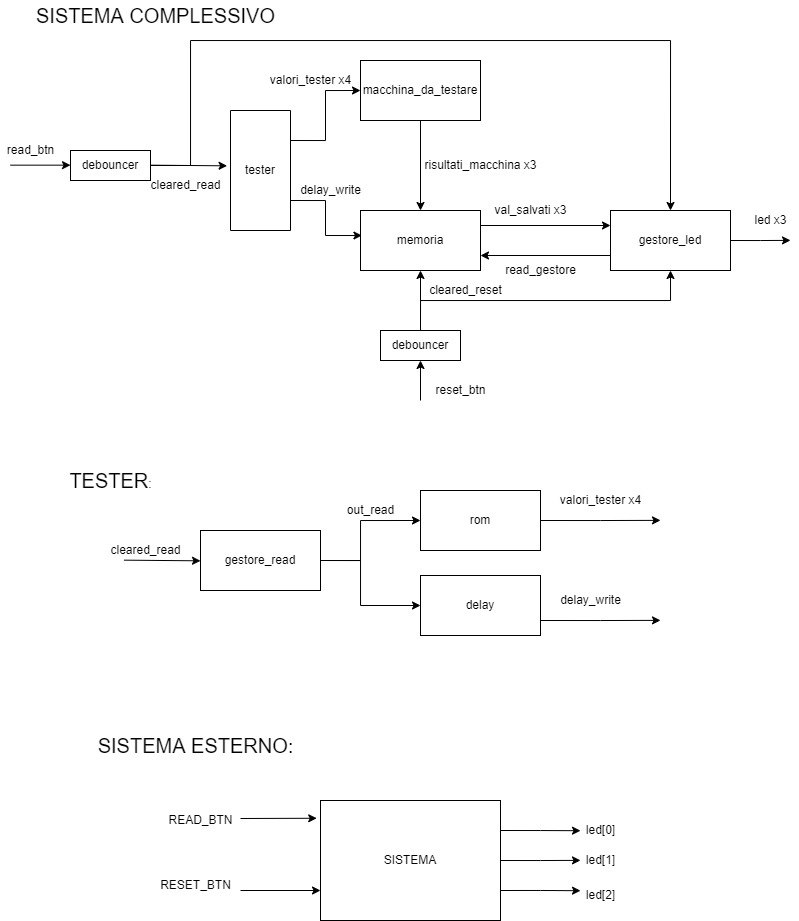 SISTEMA COMPLESSIVO
valori_tester x4
macchina_da_testare
read_btn
debouncer
cleared_read
tester
risultati_macchina x3
delay_write
memoria
val_salvati x3
read_gestore
gestore_led
led x3
cleared_reset
debouncer
reset_btn
TESTER:
cleared_read
gestore_read
out_read
rom
valori_tester x4
delay
delay_write
SISTEMA ESTERNO:
READ_BTN
RESET_BTN
SISTEMA
led[0]
led[1]
led[2]